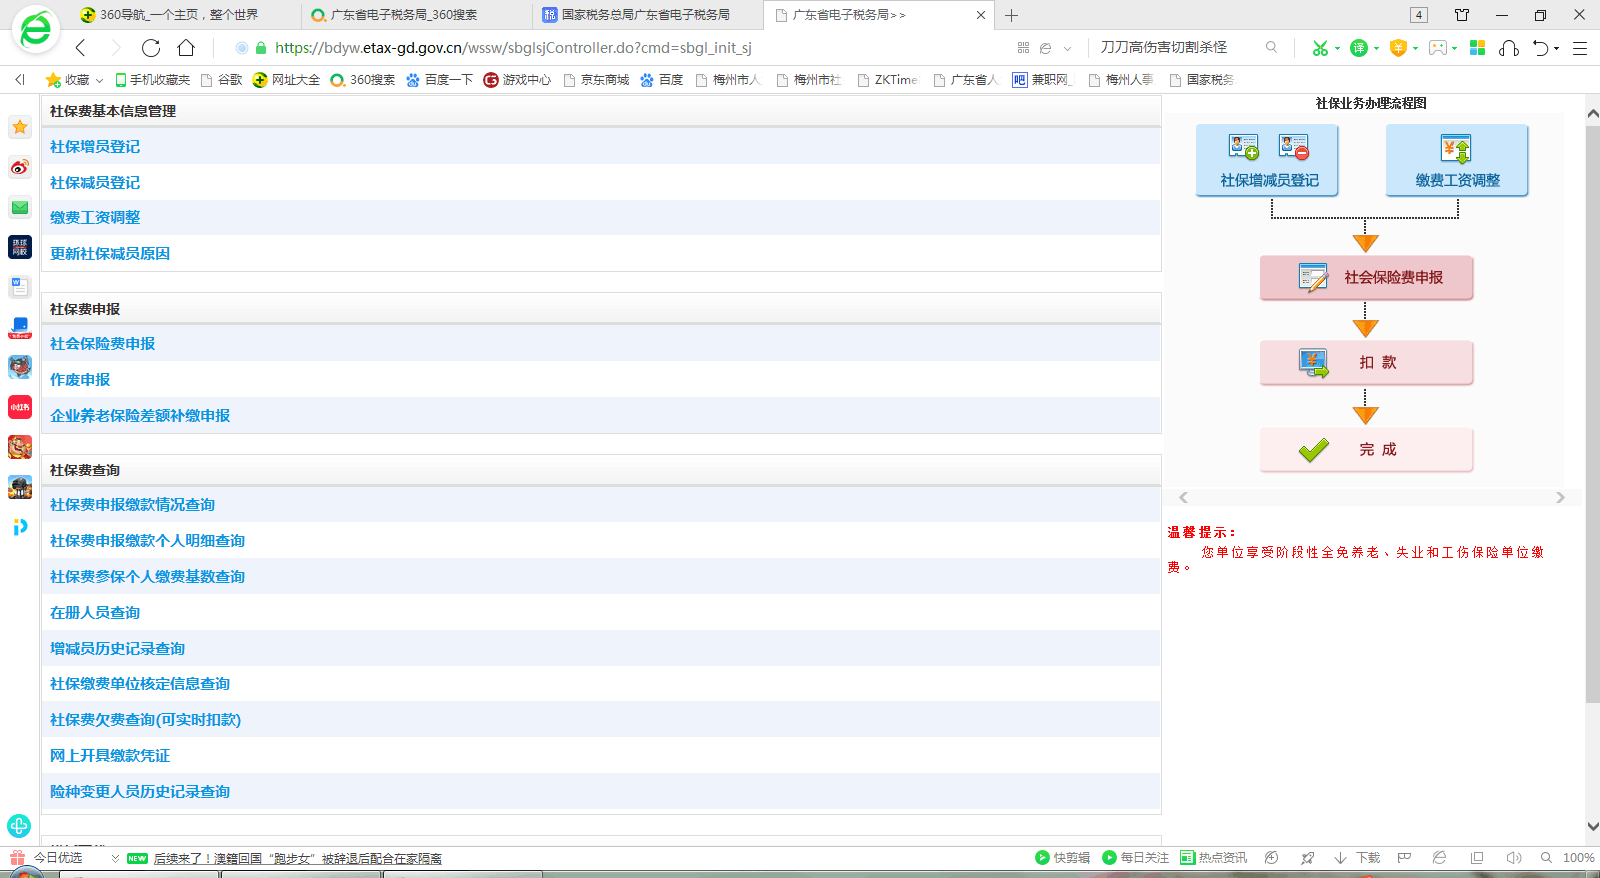 360导航_一个主页，整个世界
广东省电子税务局_360搜索
国家税务总局广东省电子税务局
广东省电子税务局>>
4
https://bdyw.etax-gd.gov.cn/wssw/sbglsjController.do?cmd=sbgl_init_sj
刀刀高伤害切割杀怪
译
收藏
手机收藏夹
谷歌
网址大全
360搜索
百度一下
游戏中心
京东商城
百度
梅州市人
梅州市社
ZKTime
广东省人
兼职网_
梅州人事
国家税务
社保费基本信息管理
社保增员登记
社保减员登记
缴费工资调整
更新社保减员原因
社保费申报
社会保险费申报
作废申报
企业养老保险差额补缴申报
社保费查询
社保费申报缴款情况查询
社保费申报缴款个人明细查询
社保费参保个人缴费基数查询
在册人员查询
增减员历史记录查询
社保缴费单位核定信息查询
社保费欠费查询(可实时扣款)
网上开具缴款凭证
险种变更人员历史记录查询
社保业务办理流程图
社保增减员登记
缴费工资调整
社会保险费申报
扣 款
完 成
温馨提示：
您单位享受阶段性全免养老、失业和工伤保险单位缴
费。
环球
网校
小红书
今日优选
NEW
后续来了！澳籍回国“跑步女”被辞退后配合在家隔离
快剪辑
每日关注
热点资讯
下载
100%